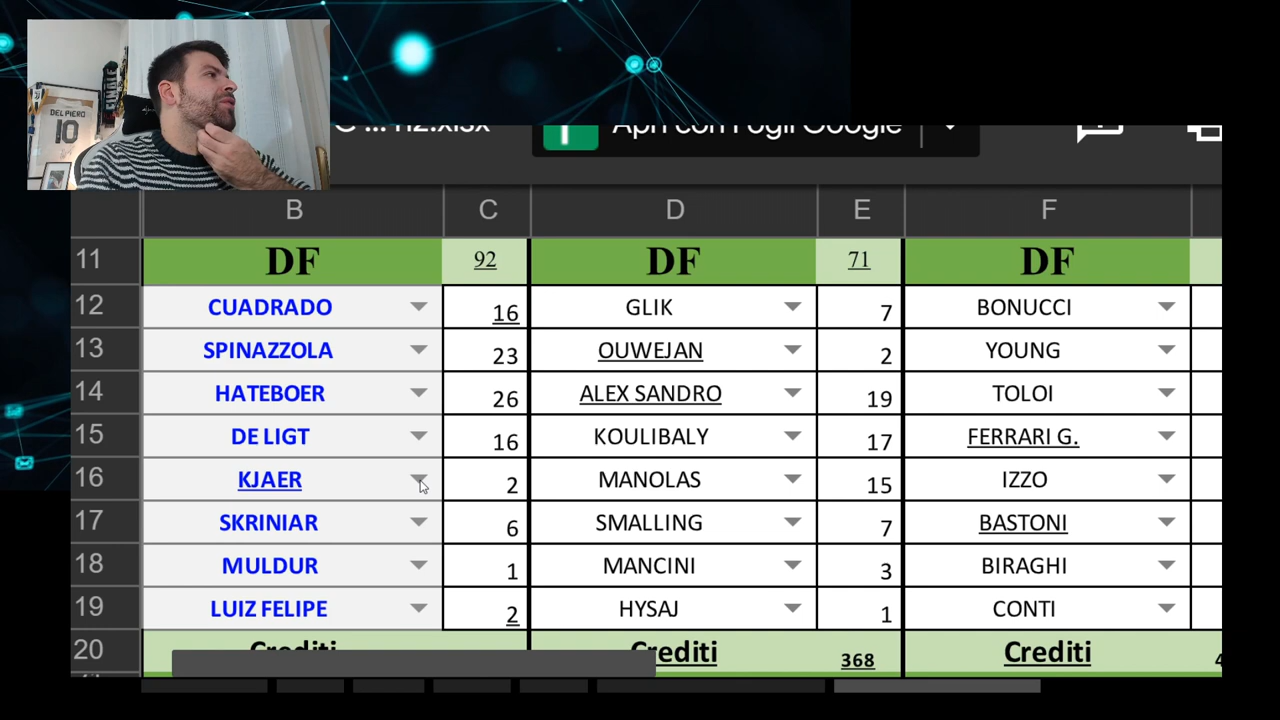 FINALE
DEL PIERO
10
Apri con Fogli Google
B C D E F
11 DF 92 DF 71 DF
12 CUADRADO 16 GLIK 7 BONUCCI
13 SPINAZZOLA 23 OUWEJAN 2 YOUNG
14 HATEBOER 26 ALEX SANDRO 19 TOLOI
15 DE LIGT 16 KOULIBALY 17 FERRARI G.
16 KJAER 2 MANOLAS 15 IZZO
17 SKRINIAR 6 SMALLING 7 BASTONI
18 MULDUR 1 MANCINI 3 BIRAGHI
19 LUIZ FELIPE 2 HYSAJ 1 CONTI
20 Crediti Crediti 368 Crediti 4